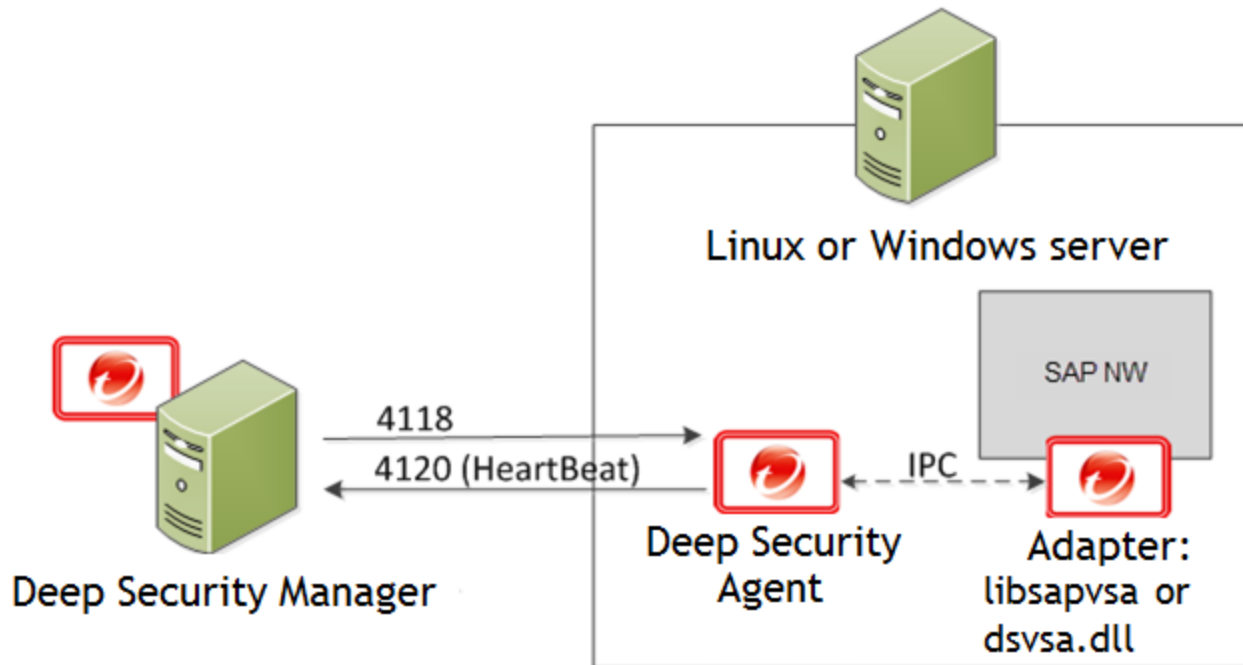 Linux or Windows server
SAP NW
4118
4120 (HeartBeat)
IPC
Deep Security Manager
Deep Security
Agent
Adapter:
libsapvsa or
dsvsa.dll